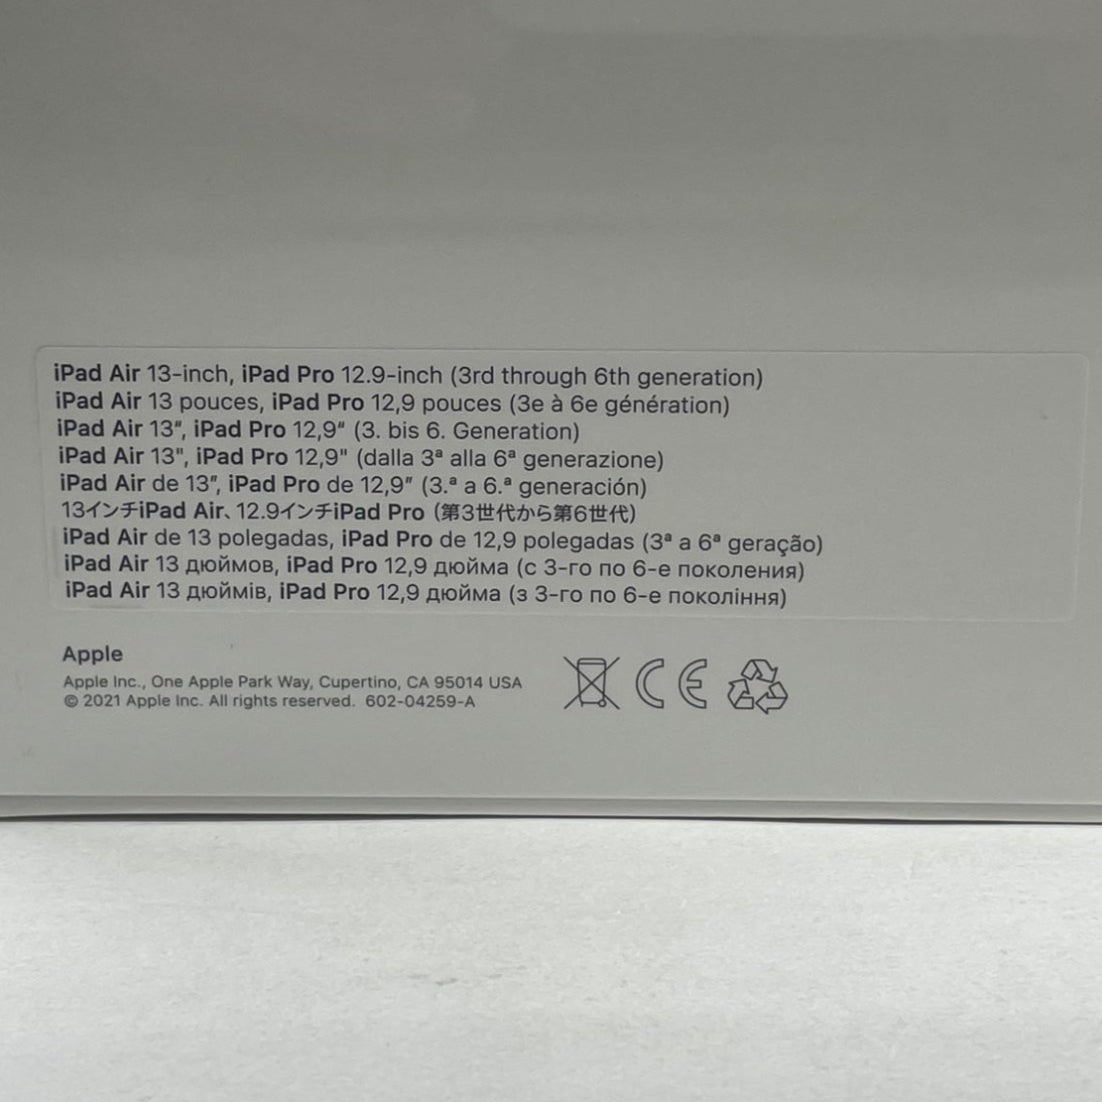 iPad Air 13-inch, iPad Pro 12.9-inch (3rd through 6th generation)
iPad Air 13 pouces, iPad Pro 12,9 pouces (3e à 6e génération)
iPad Air 13″, iPad Pro 12,9″ (3. bis 6. Generation)
iPad Air 13", iPad Pro 12,9" (dalla 3ª alla 6ª generazione)
iPad Air de 13″, iPad Pro de 12,9″ (3.ª a 6.ª generación)
13インチiPad Air、12.9インチiPad Pro (第3世代から第6世代)
iPad Air de 13 polegadas, iPad Pro de 12,9 polegadas (3ª a 6ª geração)
iPad Air 13 дюймов, iPad Pro 12,9 дюйма (с 3-го по 6-е поколения)
iPad Air 13 дюймів, iPad Pro 12,9 дюйма (з 3-го по 6-е покоління)
Apple
Apple Inc., One Apple Park Way, Cupertino, CA 95014 USA
© 2021 Apple Inc. All rights reserved. 602-04259-A
CE